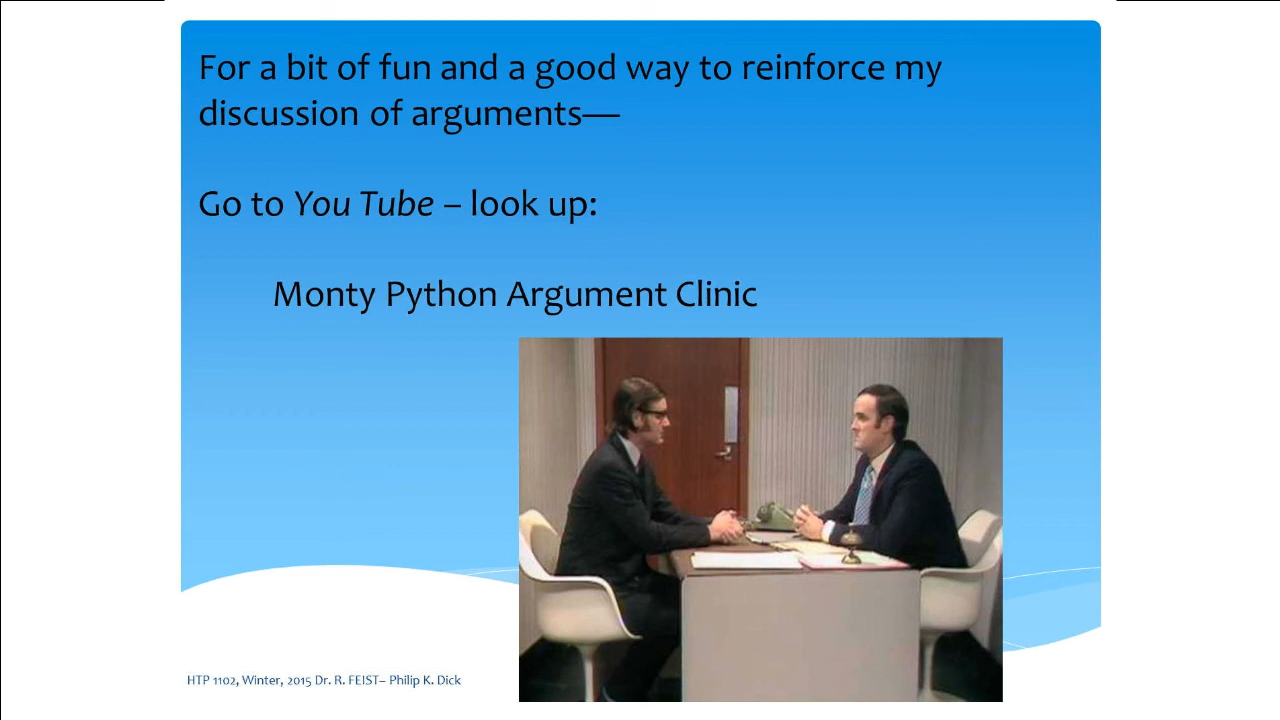 For a bit of fun and a good way to reinforce my
discussion of arguments—
Go to You Tube – look up:
Monty Python Argument Clinic
HTP 1102, Winter, 2015 Dr. R. FEIST– Philip K. Dick